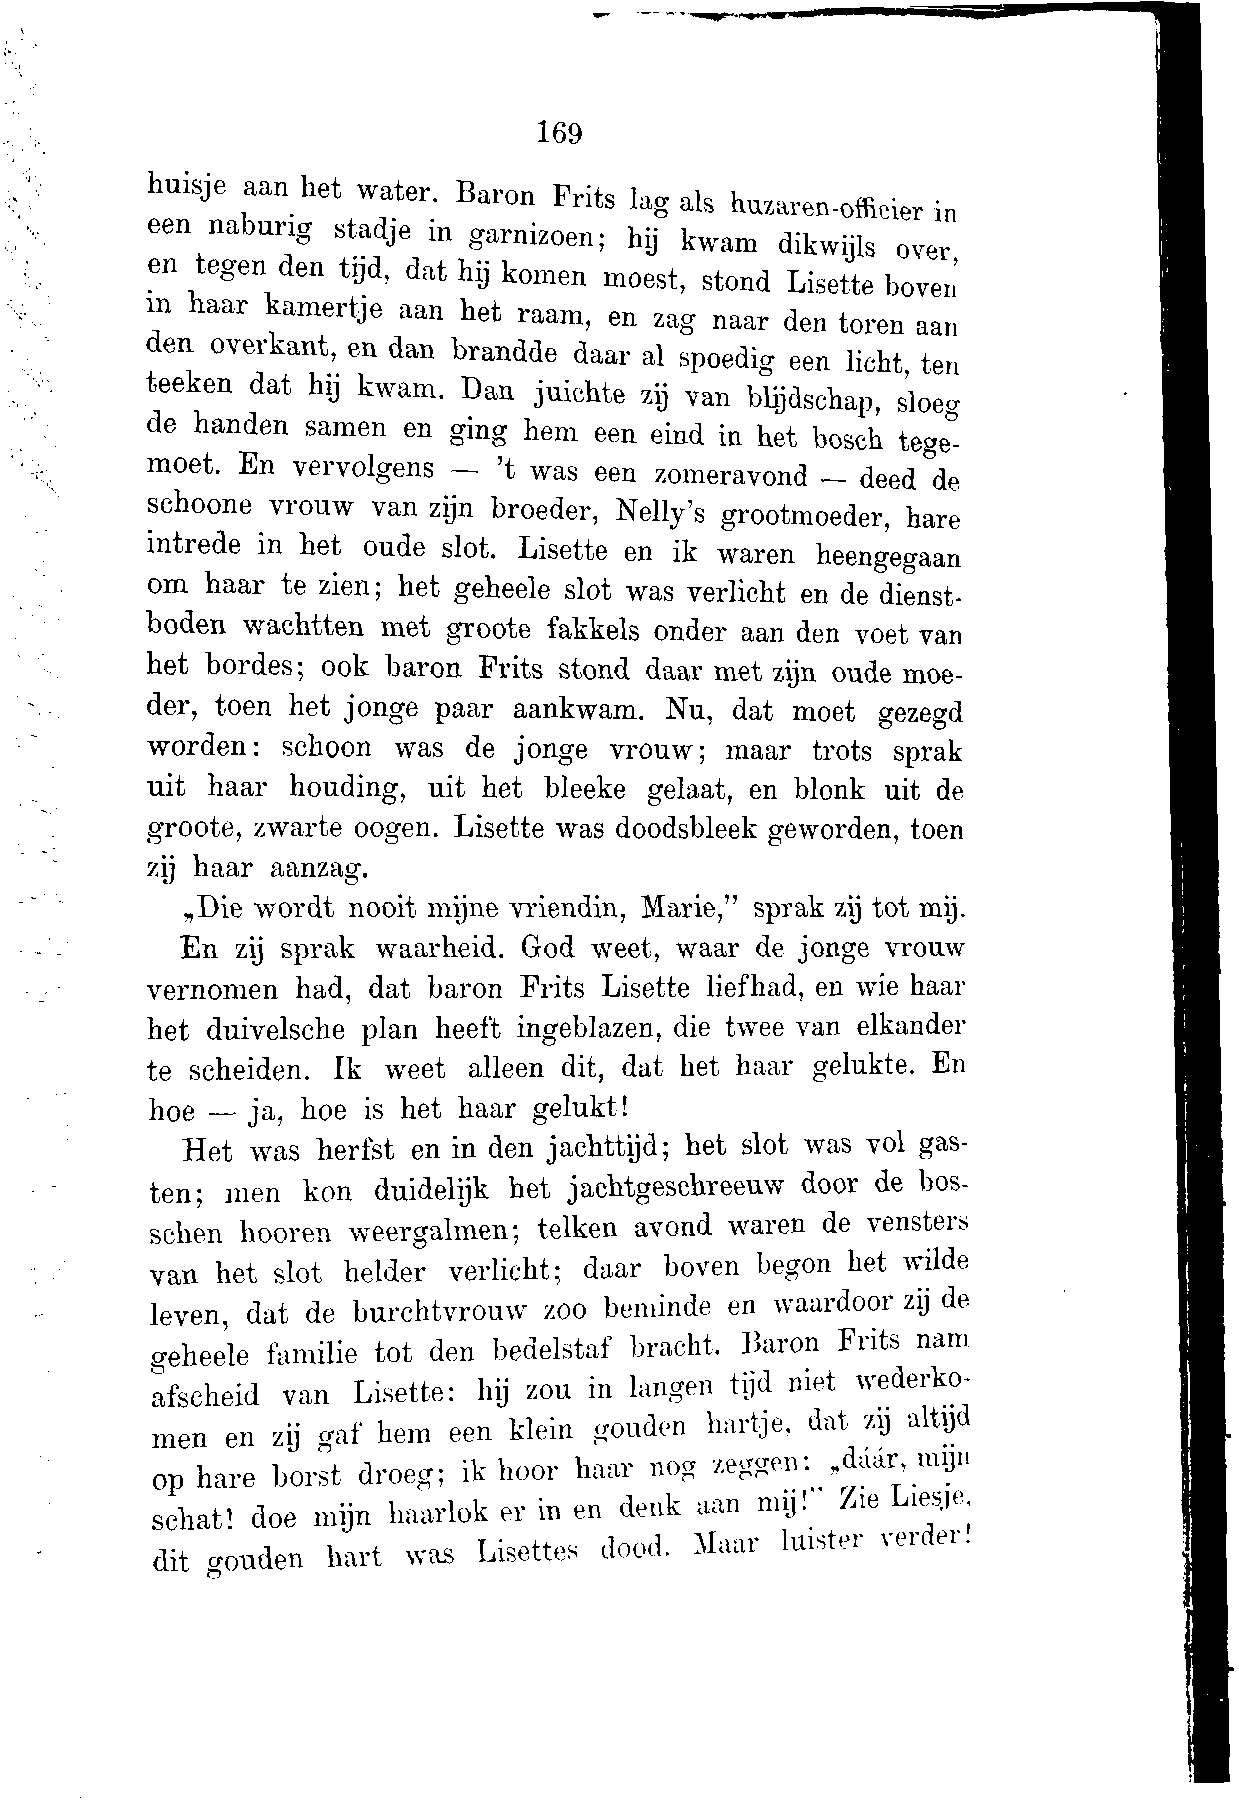 169
huisje aan het water. Baron Frits lag als huzaren-officier in
een naburig stadje in garnizoen; hij kwam dikwijls over,
en tegen den tijd, dat hij komen moest, stond Lisette boven
in haar kamertje aan het raam, en zag naar den toren aan
den overkant, en dan brandde daar al spoedig een licht, ten
teeken dat hij kwam. Dan juichte zij van blijdschap, sloeg
de handen samen en ging hem een eind in het bosch tege-
moet. En vervolgens — 't was een zomeravond — deed de
schoone vrouw van zijn broeder, Nelly's grootmoeder, hare
intrede in het oude slot. Lisette en ik waren heengegaan
om haar te zien; het geheele slot was verlicht en de dienst-
boden wachtten met groote fakkels onder aan den voet van
het bordes; ook baron Frits stond daar met zijn oude moe-
der, toen het jonge paar aankwam. Nu, dat moet gezegd
worden: schoon was de jonge vrouw; maar trots sprak
uit haar houding, uit het bleeke gelaat, en blonk uit de
groote, zwarte oogen. Lisette was doodsbleek geworden, toen
zij haar aanzag.
„Die wordt nooit mijne vriendin, Marie,” sprak zij tot mij.
En zij sprak waarheid. God weet, waar de jonge vrouw
vernomen had, dat baron Frits Lisette liefhad, en wie haar
het duivelsche plan heeft ingeblazen, die twee van elkander
te scheiden. Ik weet alleen dit, dat het haar gelukte. En
hoe — ja, hoe is het haar gelukt!
Het was herfst en in den jachttijd; het slot was vol gas-
ten; men kon duidelijk het jachtgeschreeuw door de bos-
schen hooren weergalmen; telken avond waren de vensters
van het slot helder verlicht; daar boven begon het wilde
leven, dat de burchtvrouw zoo beminde en waardoor zij de
geheele familie tot den bedelstaf bracht. Baron Frits nam
afscheid van Lisette: hij zou in langen tijd niet wederko-
men en zij gaf hem een klein gouden hartje, dat zij altijd
op hare borst droeg; ik hoor haar nog zeggen: „dáár, mijn
schat! doe mijn haarlok er in en denk aan mij!” Zie Liesje,
dit gouden hart was Lisettes dood. Maar luister verder!